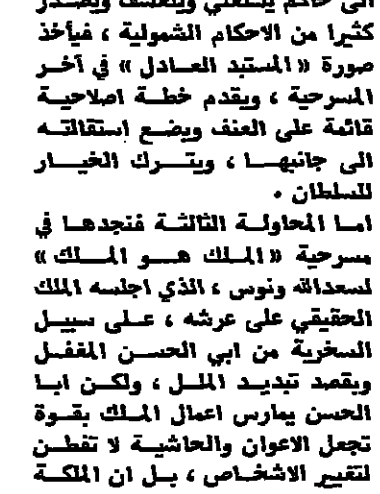 الى حاكم يستعلي ويتعسف ويصدر
كثيرا من الاحكام الشمولية ، فيأخذ
صورة « المستبد العادل » في آخر
المسرحية ، ويقدم خطة اصلاحية
قائمة على العنف ويضع استقالته
الى جانبها ، ويترك الخيار
للسلطان .
اما المحاولة الثالثة فنجدها في
مسرحية « الملك هو الملك »
لسعدالله ونوس ، الذي اجلسه الملك
الحقيقي على عرشه ، على سبيل
السخرية من ابي الحسن المغفل
وبقصد تبديد الملل ، ولكن ابا
الحسن يمارس اعمال الملك بقوة
تجعل الاعوان والحاشية لا تفطن
لتغيير الاشخاص ، بل ان الملكة